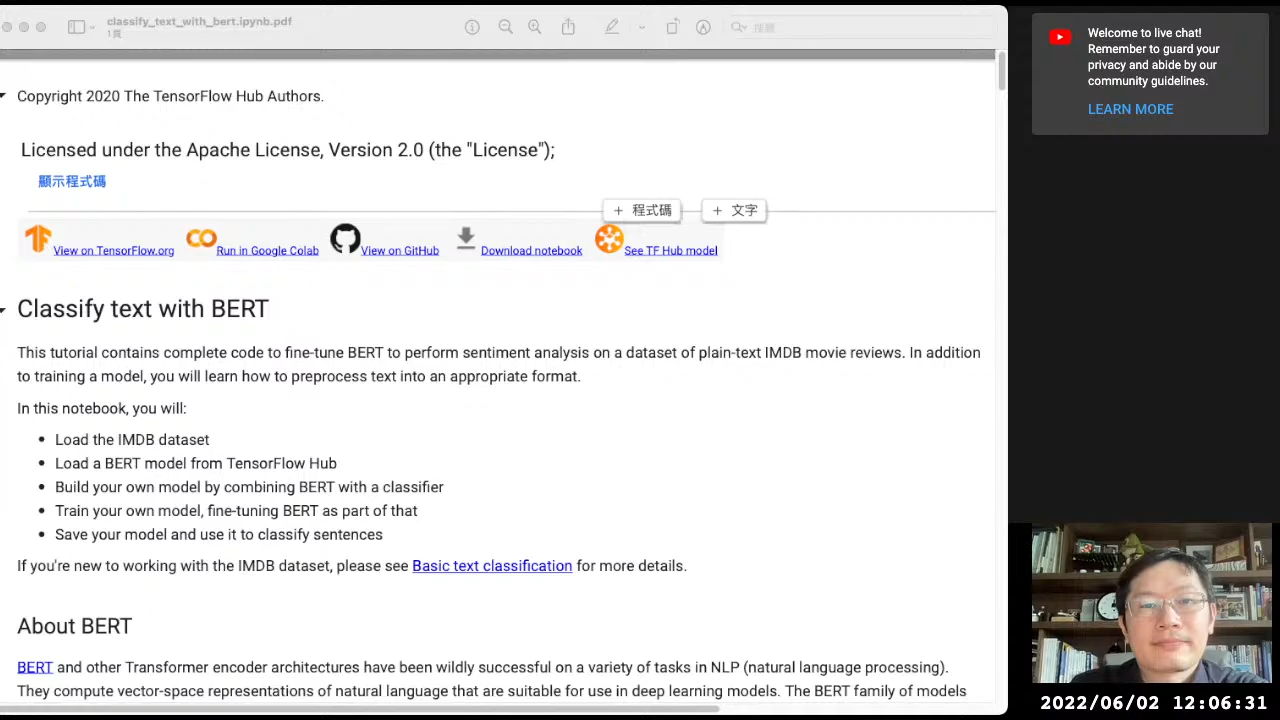 classify_text_with_bert.ipynb.pdf
1頁
搜尋
Copyright 2020 The TensorFlow Hub Authors.
Licensed under the Apache License, Version 2.0 (the "License");
顯示程式碼
+ 程式碼
+ 文字
View on TensorFlow.org
Run in Google Colab
View on GitHub
Download notebook
See TF Hub model
Classify text with BERT
This tutorial contains complete code to fine-tune BERT to perform sentiment analysis on a dataset of plain-text IMDB movie reviews. In addition
to training a model, you will learn how to preprocess text into an appropriate format.
In this notebook, you will:
• Load the IMDB dataset
• Load a BERT model from TensorFlow Hub
• Build your own model by combining BERT with a classifier
• Train your own model, fine-tuning BERT as part of that
• Save your model and use it to classify sentences
If you're new to working with the IMDB dataset, please see Basic text classification for more details.
About BERT
BERT and other Transformer encoder architectures have been wildly successful on a variety of tasks in NLP (natural language processing).
They compute vector-space representations of natural language that are suitable for use in deep learning models. The BERT family of models
Welcome to live chat!
Remember to guard your
privacy and abide by our
community guidelines.
LEARN MORE
2022/06/02 12:06:31